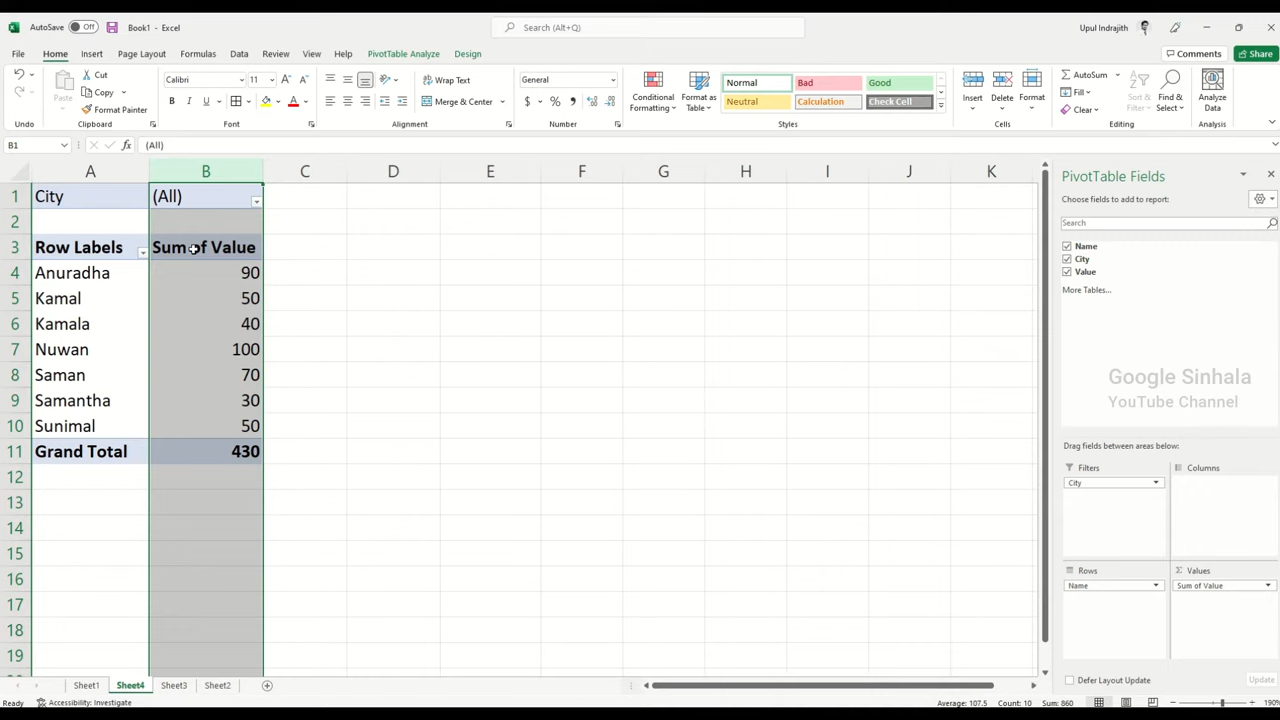 AutoSave Off Book1 - Excel Search (Alt+Q) Upul Indrajith
File Home Insert Page Layout Formulas Data Review View Help PivotTable Analyze Design Comments Share
Undo
Paste Cut Copy Format Painter
Clipboard
Calibri 11
B I U
Font
Wrap Text
Merge & Center
Alignment
General
$ % 9
Number
Conditional Formatting Format as Table
Normal Bad Good
Neutral Calculation Check Cell
Styles
Insert Delete Format
Cells
AutoSum
Fill
Clear
Sort & Filter Find & Select
Editing
Analyze Data
Analysis
B1 fx (All)
A B C D E F G H I J K
1 City (All)
2
3 Row Labels Sum of Value
4 Anuradha 90
5 Kamal 50
6 Kamala 40
7 Nuwan 100
8 Saman 70
9 Samantha 30
10 Sunimal 50
11 Grand Total 430
12
13
14
15
16
17
18
19
PivotTable Fields
Choose fields to add to report:
Search
Name
City
Value
More Tables...
Google Sinhala
YouTube Channel
Drag fields between areas below:
Filters Columns
City
Rows Σ Values
Name Sum of Value
Defer Layout Update Update
Sheet1 Sheet4 Sheet3 Sheet2
Ready Accessibility: Investigate Average: 107.5 Count: 10 Sum: 860 190%